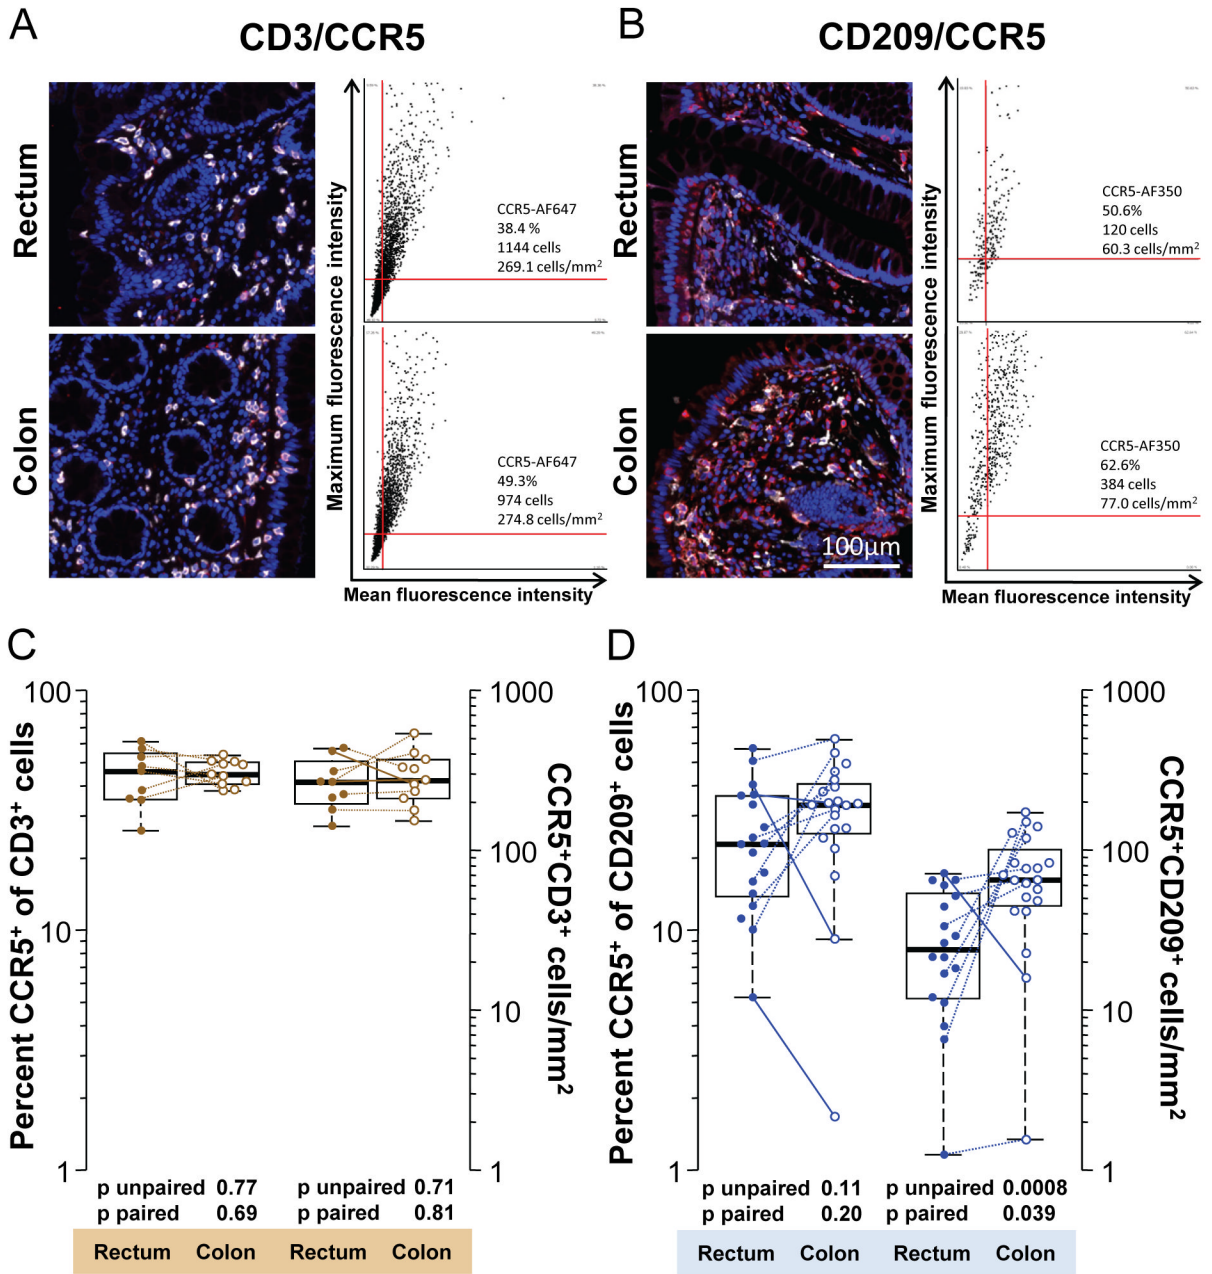 A
CD3/CCR5
B
CD209/CCR5
Rectum
Maximum fluorescence intensity
CCR5-AF647
38.4 %
1144 cells
269.1 cells/mm²
Rectum
Maximum fluorescence intensity
CCR5-AF350
50.6%
120 cells
60.3 cells/mm²
Colon
CCR5-AF647
49.3%
974 cells
274.8 cells/mm²
Mean fluorescence intensity
Colon
100µm
CCR5-AF350
62.6%
384 cells
77.0 cells/mm²
Mean fluorescence intensity
C
Percent CCR5⁺ of CD3⁺ cells
100
10
1
1000
100
10
1
CCR5⁺CD3⁺ cells/mm²
p unpaired 0.77
p paired 0.69
p unpaired 0.71
p paired 0.81
Rectum Colon Rectum Colon
D
Percent CCR5⁺ of CD209⁺ cells
100
10
1
1000
100
10
1
CCR5⁺CD209⁺ cells/mm²
p unpaired 0.11
p paired 0.20
p unpaired 0.0008
p paired 0.039
Rectum Colon Rectum Colon